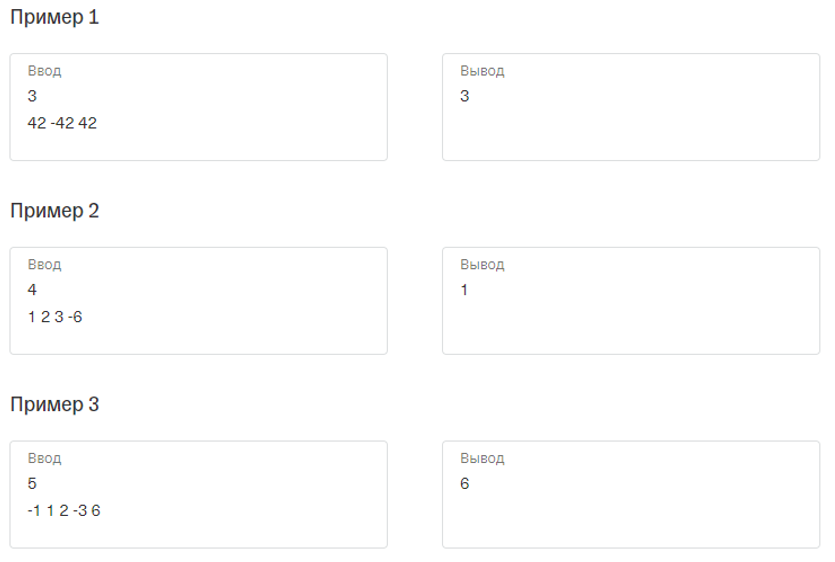 Пример 1
Ввод
3
42 -42 42
Вывод
3
Пример 2
Ввод
4
1 2 3 -6
Вывод
1
Пример 3
Ввод
5
-1 1 2 -3 6
Вывод
6